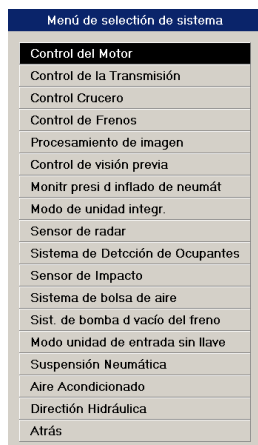 Menú de selectión de sistema
Control del Motor
Control de la Transmisión
Control Crucero
Control de Frenos
Procesamiento de imagen
Control de visión previa
Monitr presi d inflado de neumát
Modo de unidad integr.
Sensor de radar
Sistema de Detcción de Ocupantes
Sensor de Impacto
Sistema de bolsa de aire
Sist. de bomba d vacío del freno
Modo unidad de entrada sin llave
Suspensión Neumática
Aire Acondicionado
Directión Hidráulica
Atrás